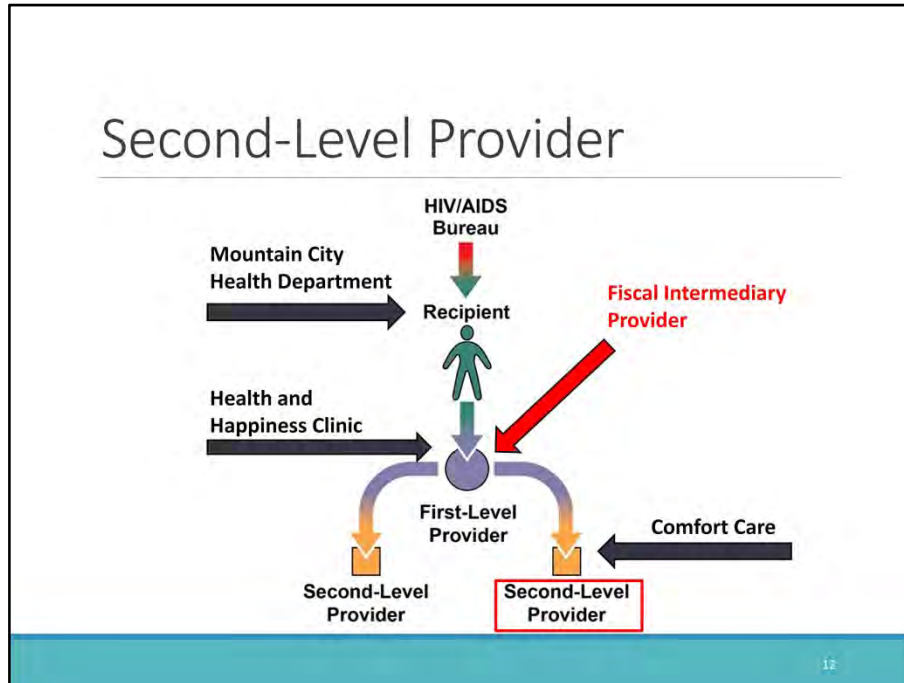 Second-Level Provider
HIV/AIDS
Bureau
Mountain City
Health Department
Recipient
Fiscal Intermediary
Provider
Health and
Happiness Clinic
First-Level
Provider
Comfort Care
Second-Level
Provider
Second-Level
Provider
12